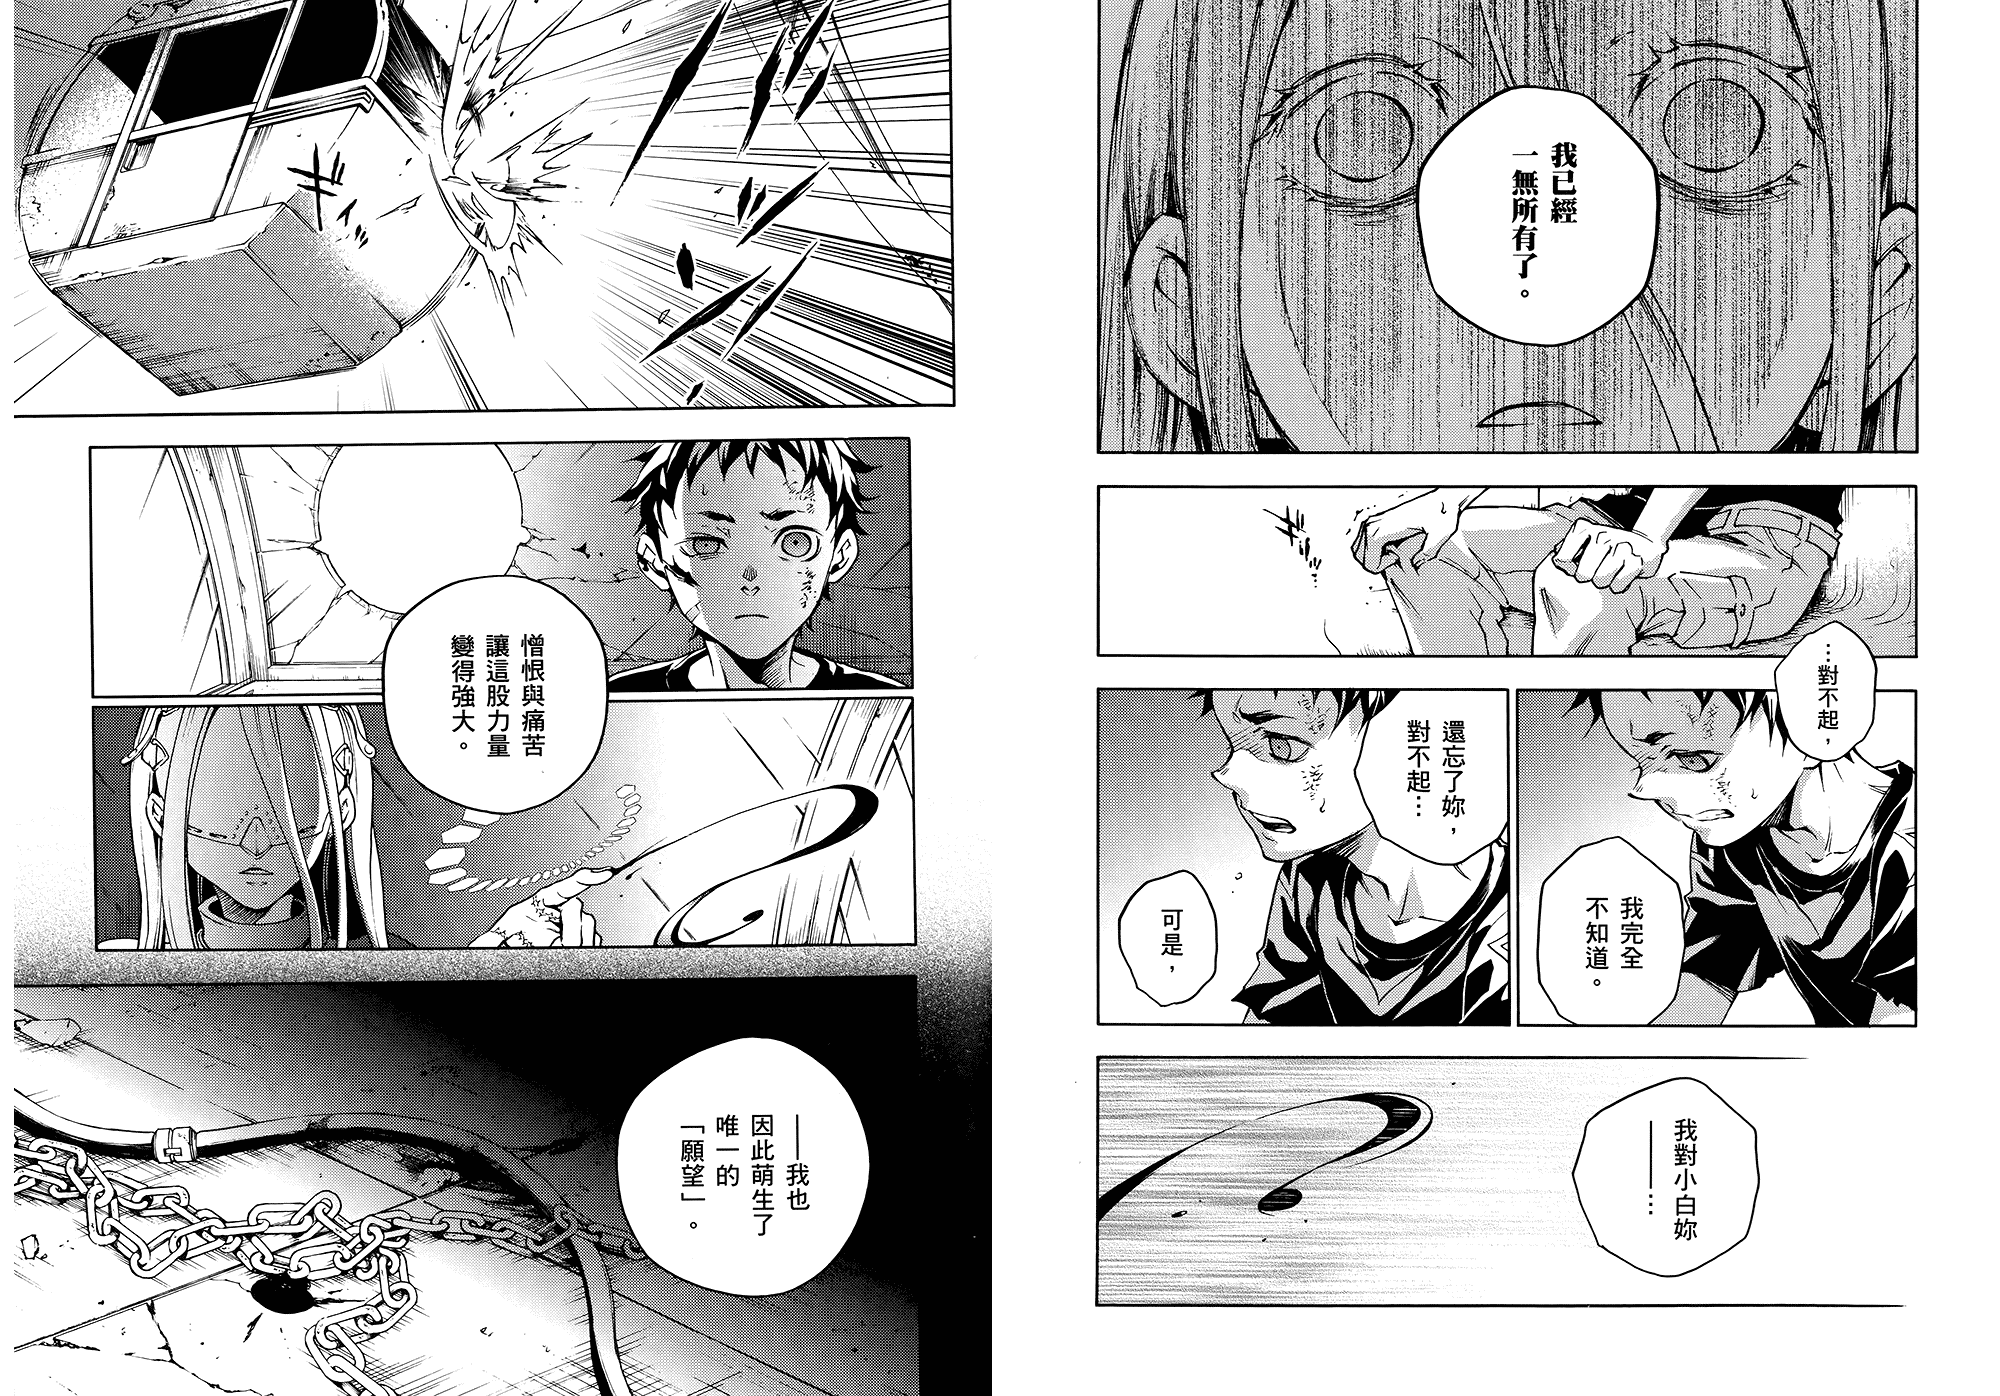 我已經
一無所有了。
…對不起，
我完全
不知道。
還忘了妳，
對不起…
可是，
我對小白妳
——…
ギイ
憎恨與痛苦
讓這股力量
變得強大。
——我也
因此萌生了
唯一的
「願望」。